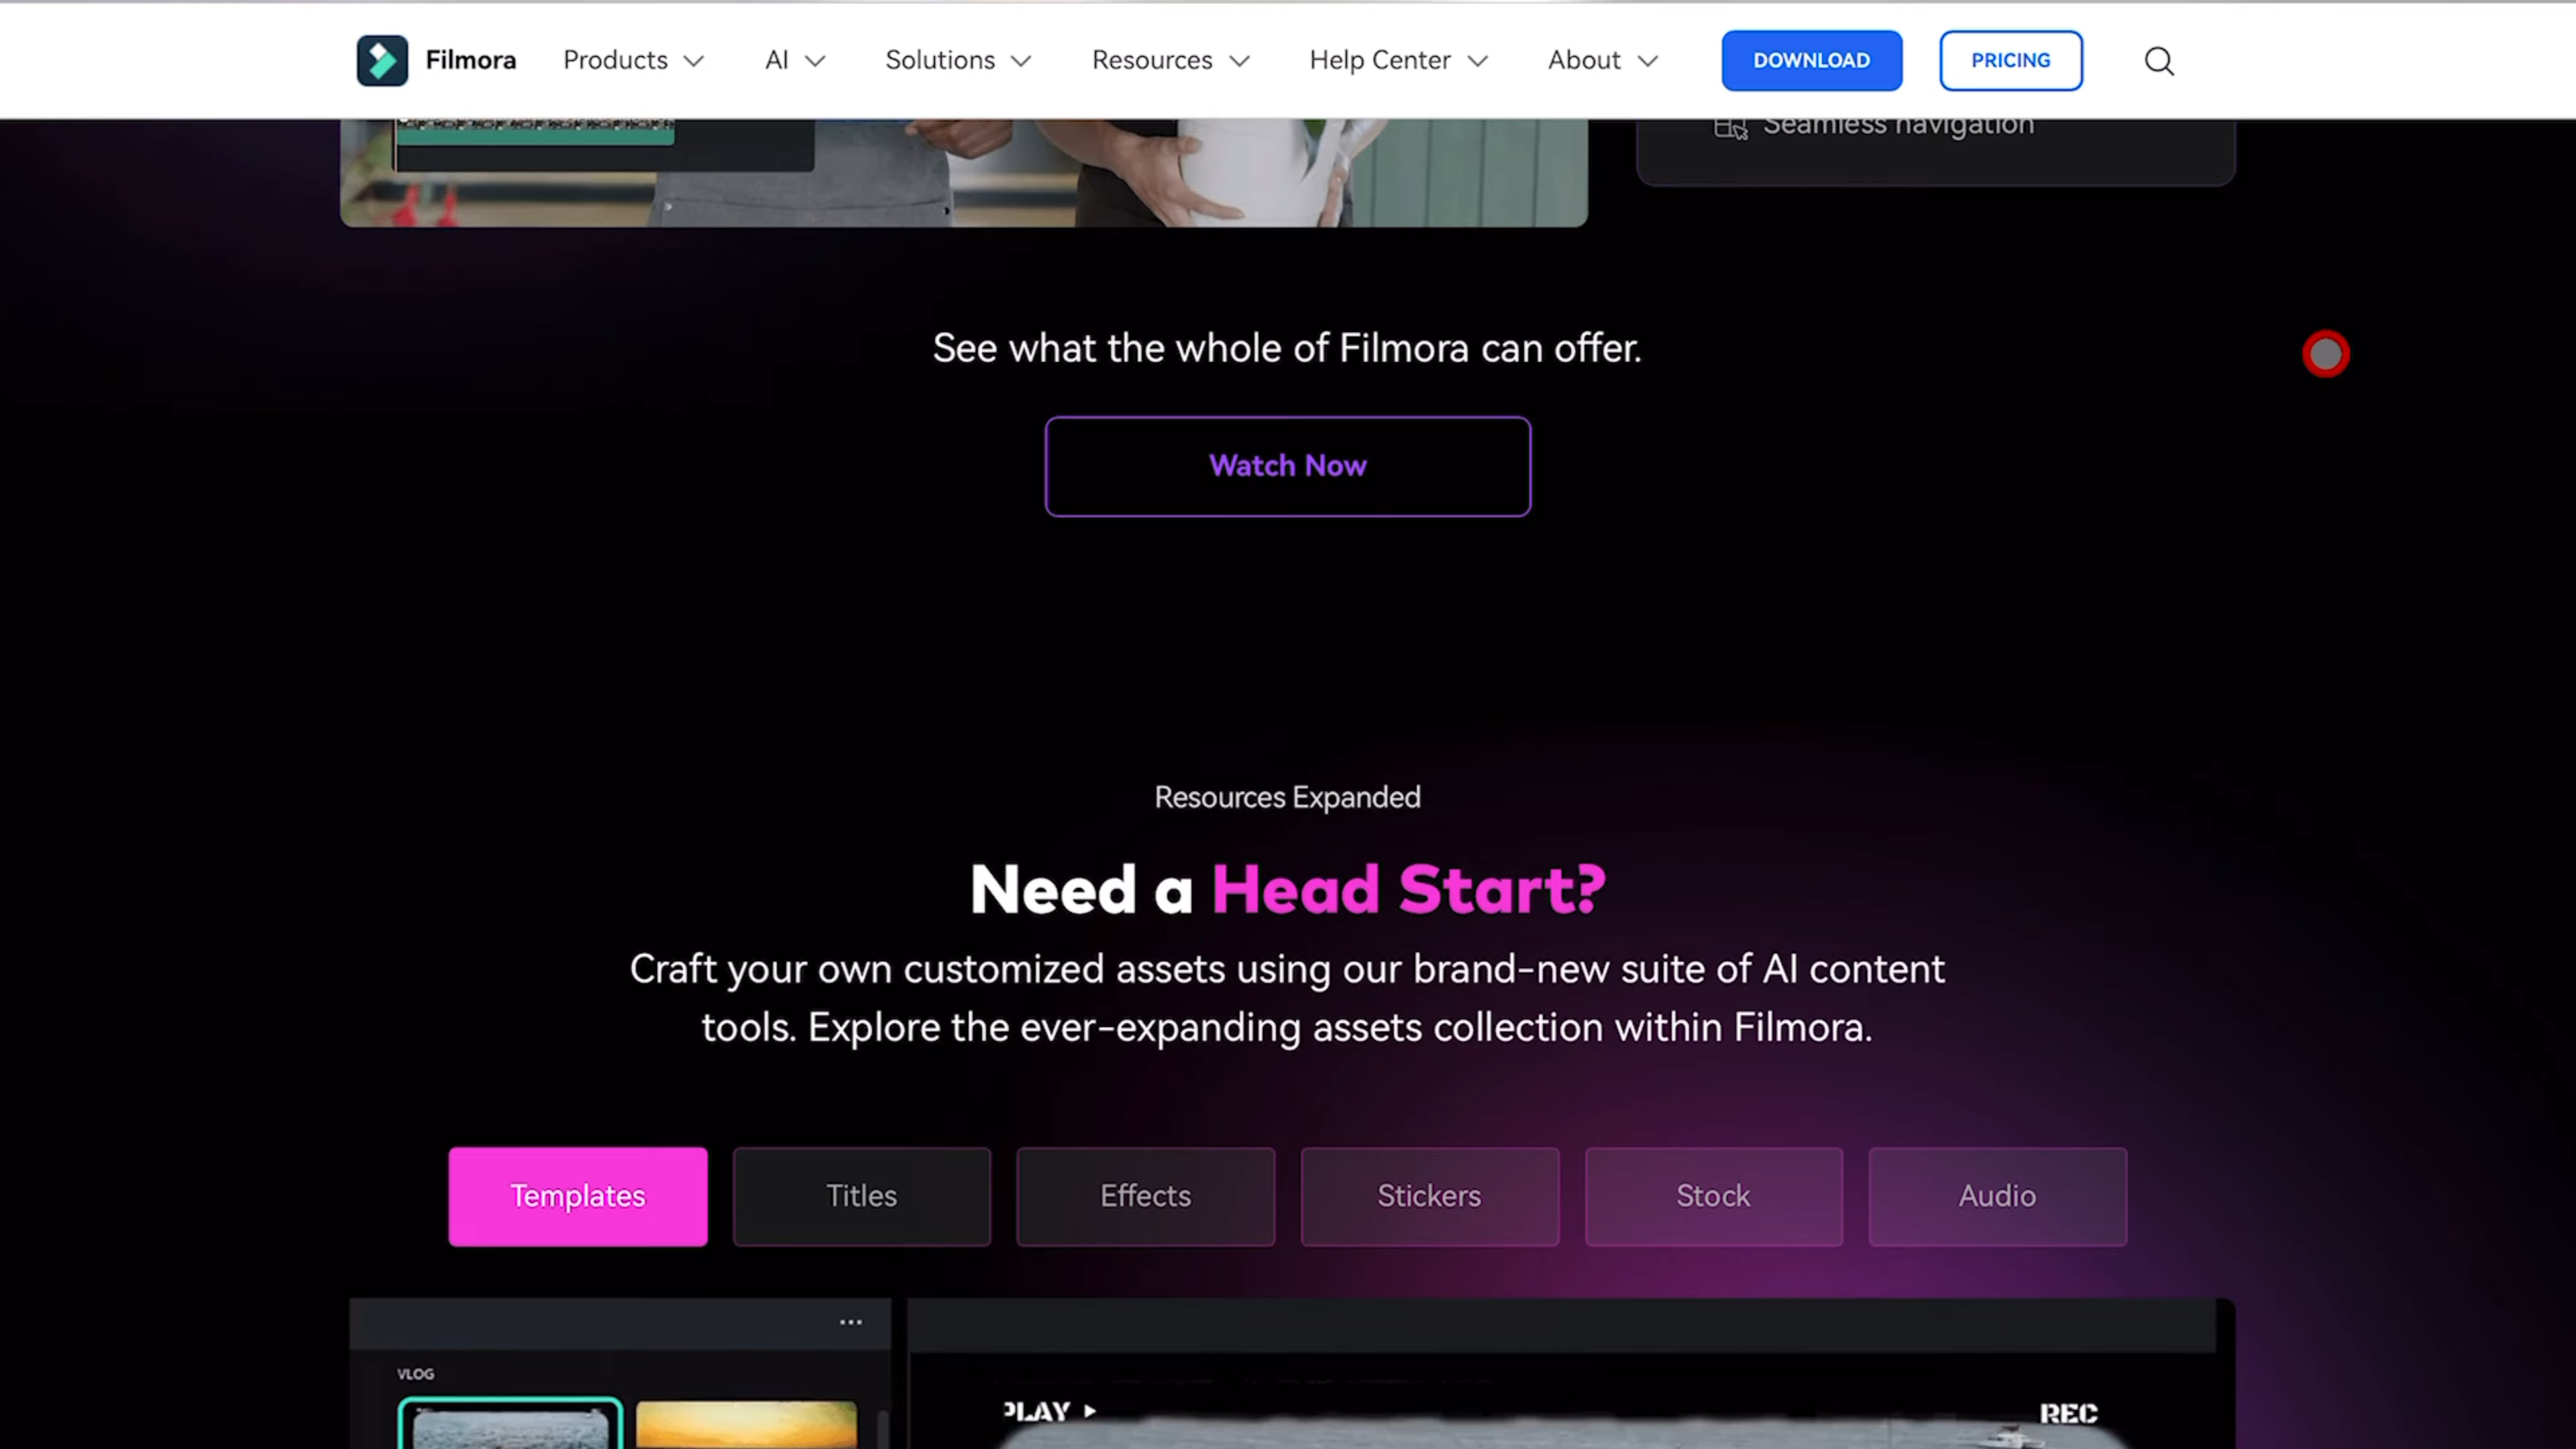 Filmora Products AI Solutions Resources Help Center About DOWNLOAD PRICING
Seamless navigation
See what the whole of Filmora can offer.
Watch Now
Resources Expanded
Need a Head Start?
Craft your own customized assets using our brand-new suite of AI content
tools. Explore the ever-expanding assets collection within Filmora.
Templates Titles Effects Stickers Stock Audio
VLOG
PLAY REC